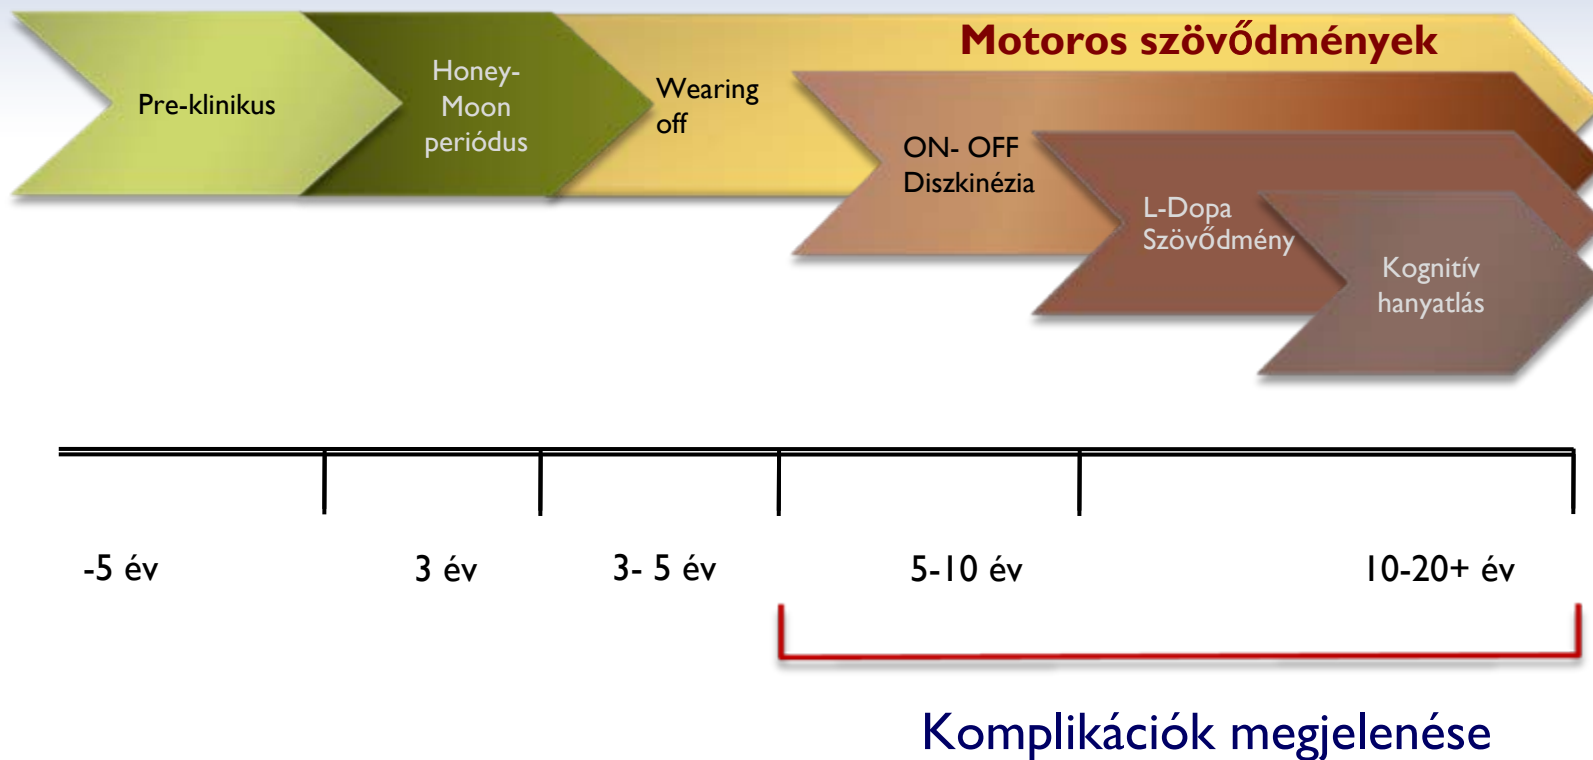 Motoros szövődmények
Pre-klinikus
Honey-
Moon
periódus
Wearing
off
ON- OFF
Diszkinézia
L-Dopa
Szövődmény
Kognitív
hanyatlás
-5 év
3 év
3- 5 év
5-10 év
10-20+ év
Komplikációk megjelenése